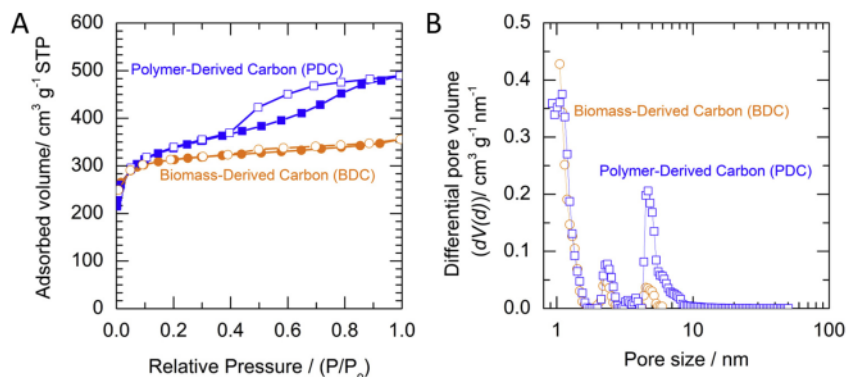 A
Adsorbed volume/ cm³ g⁻¹ STP
600
500
400
300
200
100
0
Polymer-Derived Carbon (PDC)
Biomass-Derived Carbon (BDC)
0.0 0.2 0.4 0.6 0.8 1.0
Relative Pressure / (P/P₀)
B
Differential pore volume
(dV(d))/ cm³ g⁻¹ nm⁻¹
0.5
0.4
0.3
0.2
0.1
0.0
Biomass-Derived Carbon (BDC)
Polymer-Derived Carbon (PDC)
1 10 100
Pore size / nm